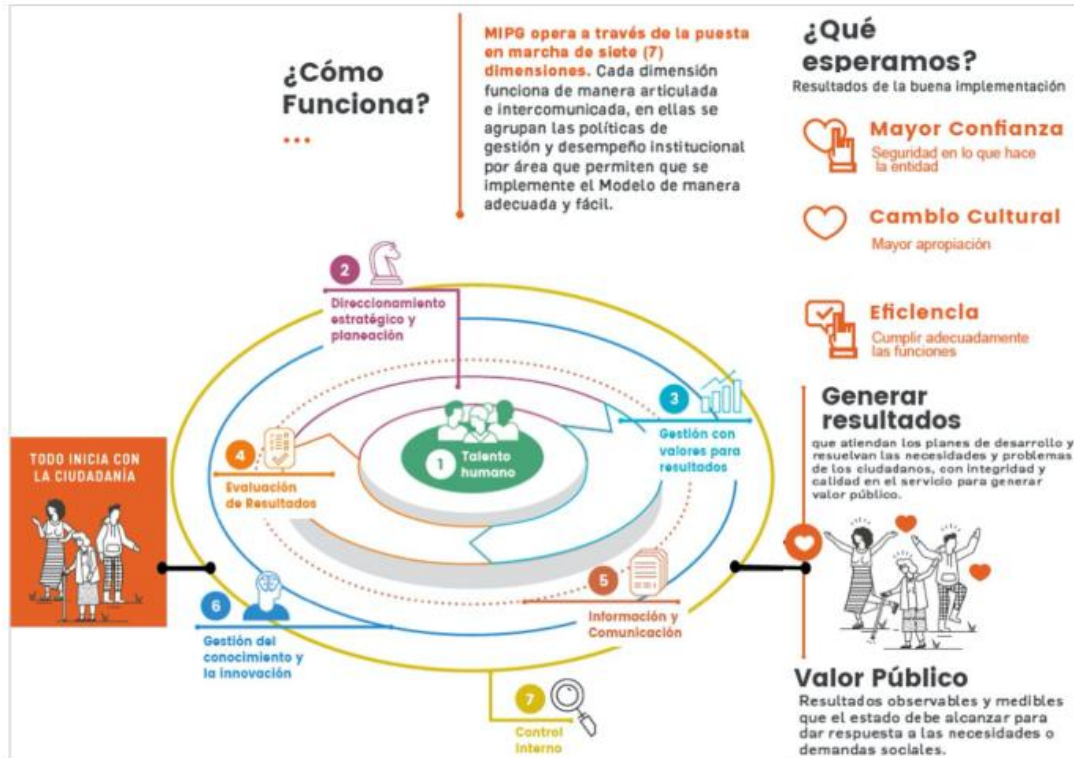 ¿Cómo
Funciona?
MIPG opera a través de la puesta
en marcha de siete (7)
dimensiones. Cada dimensión
funciona de manera articulada
e intercomunicada, en ellas se
agrupan las políticas de
gestión y desempeño institucional
por área que permiten que se
implemente el Modelo de manera
adecuada y fácil.
¿Qué
esperamos?
Resultados de la buena implementación
Mayor Confianza
Seguridad en lo que hace
la entidad
Cambio Cultural
Mayor apropiación
Eficiencia
Cumplir adecuadamente
las funciones
2
Direccionamiento
estratégico y
planeación
3
Gestión con
valores para
resultados
1
Talento
humano
4
Evaluación
de Resultados
5
Información y
Comunicación
6
Gestión del
conocimiento y
la innovación
7
Control
Interno
TODO INICIA CON
LA CIUDADANÍA
Generar
resultados
que atiendan los planes de desarrollo y
resuelvan las necesidades y problemas
de los ciudadanos, con integridad y
calidad en el servicio para generar
valor público.
Valor Público
Resultados observables y medibles
que el estado debe alcanzar para
dar respuesta a las necesidades o
demandas sociales.